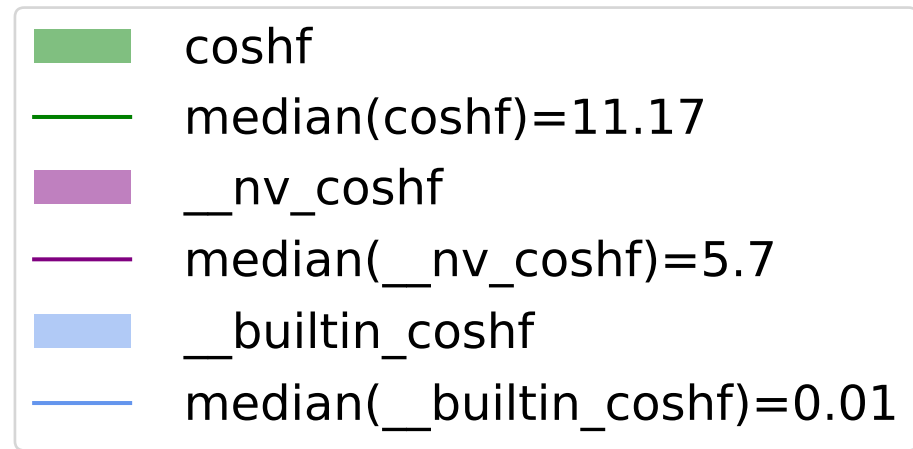 coshf
median(coshf)=11.17
__nv_coshf
median(__nv_coshf)=5.7
__builtin_coshf
median(__builtin_coshf)=0.01